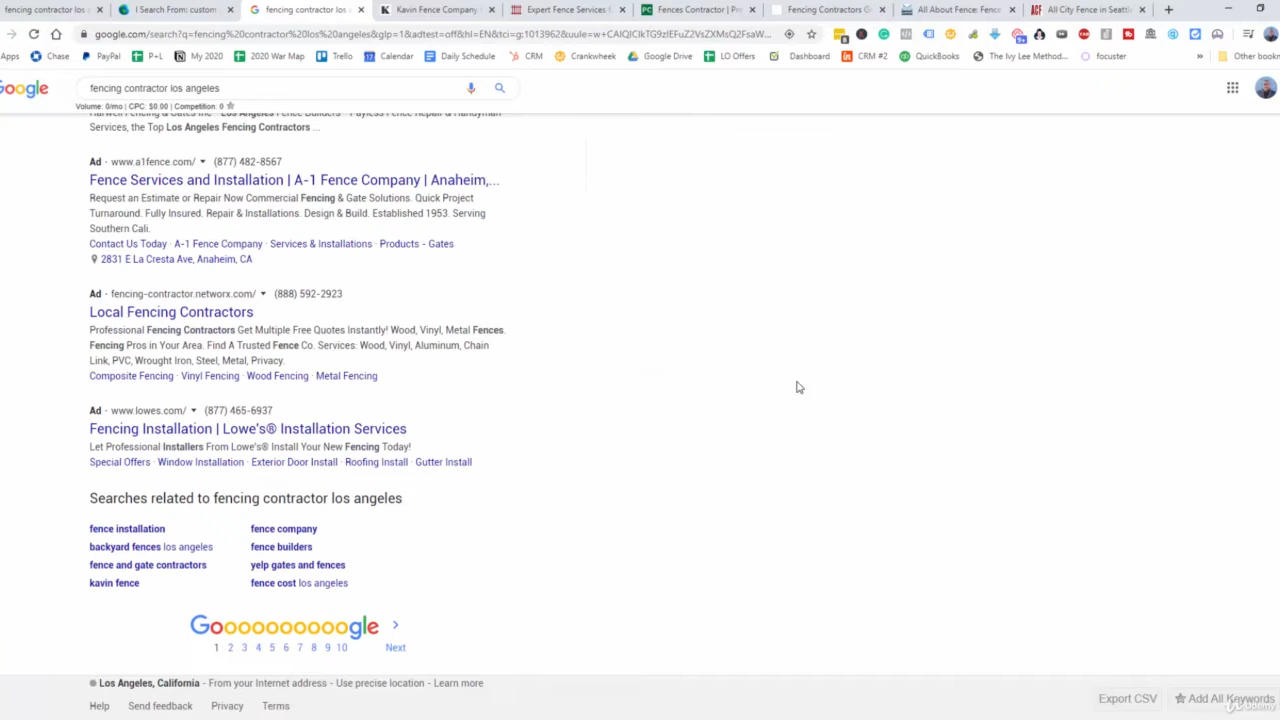 fencing contractor los
I Search From: custom
fencing contractor los
Kavin Fence Company
Expert Fence Services
Fences Contractor | Pr
Fencing Contractors G
All About Fence: Fence
All City Fence in Seattl
google.com/search?q=fencing%20contractor%20los%20angeles&glp=1&adtest=off&hl=EN&tci=g:1013962&uule=w+CAIQICIkTG9zIEFuZ2VsZXMsQ2FsaW...
Apps Chase PayPal P+L My 2020 2020 War Map Trello Calendar Daily Schedule CRM Crankwheek Google Drive LO Offers Dashboard CRM #2 QuickBooks The Ivy Lee Method... focuster » Other bookm
Google fencing contractor los angeles
Volume: 0/mo | CPC: $0.00 | Competition: 0
Services, the Top Los Angeles Fencing Contractors ...
Ad · www.a1fence.com/ (877) 482-8567
Fence Services and Installation | A-1 Fence Company | Anaheim,...
Request an Estimate or Repair Now Commercial Fencing & Gate Solutions. Quick Project
Turnaround. Fully Insured. Repair & Installations. Design & Build. Established 1953. Serving
Southern Cali.
Contact Us Today · A-1 Fence Company · Services & Installations · Products - Gates
2831 E La Cresta Ave, Anaheim, CA
Ad · fencing-contractor.networx.com/ (888) 592-2923
Local Fencing Contractors
Professional Fencing Contractors Get Multiple Free Quotes Instantly! Wood, Vinyl, Metal Fences.
Fencing Pros in Your Area. Find A Trusted Fence Co. Services: Wood, Vinyl, Aluminum, Chain
Link, PVC, Wrought Iron, Steel, Metal, Privacy.
Composite Fencing · Vinyl Fencing · Wood Fencing · Metal Fencing
Ad · www.lowes.com/ (877) 465-6937
Fencing Installation | Lowe's® Installation Services
Let Professional Installers From Lowe's® Install Your New Fencing Today!
Special Offers · Window Installation · Exterior Door Install · Roofing Install · Gutter Install
Searches related to fencing contractor los angeles
fence installation fence company
backyard fences los angeles fence builders
fence and gate contractors yelp gates and fences
kavin fence fence cost los angeles
Goooooooooogle >
1 2 3 4 5 6 7 8 9 10 Next
Los Angeles, California - From your Internet address - Use precise location - Learn more
Help Send feedback Privacy Terms
Export CSV Add All Keywords
Udemy